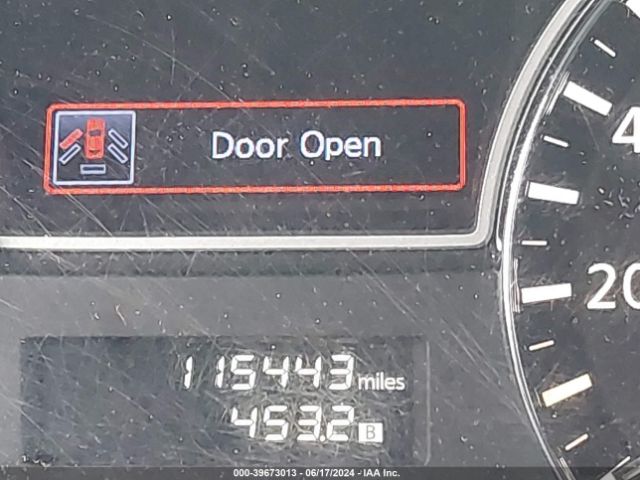 Door Open
4
20
115443 miles
453.2 B
000-39673013 - 06/17/2024 - IAA Inc.